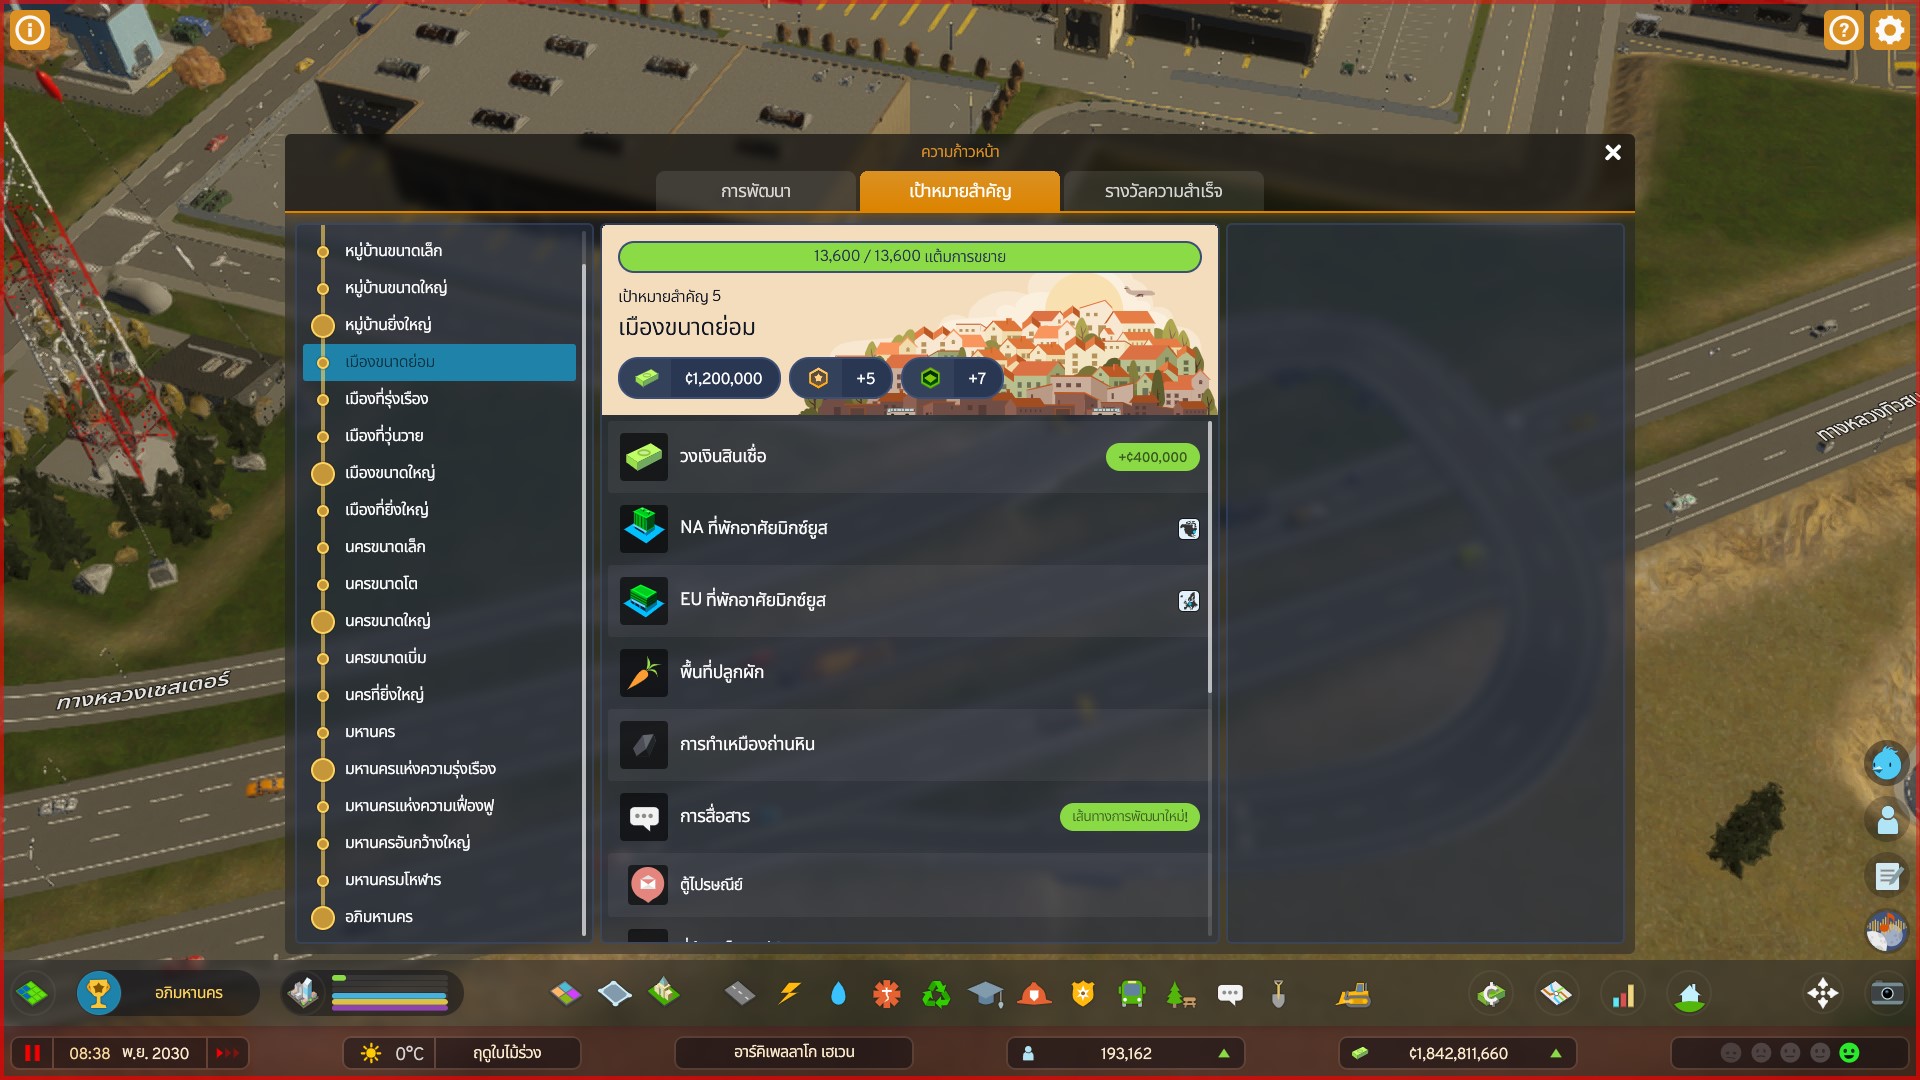 ความก้าวหน้า
การพัฒนา
เป้าหมายสำคัญ
รางวัลความสำเร็จ
หมู่บ้านขนาดเล็ก
หมู่บ้านขนาดใหญ่
หมู่บ้านยิ่งใหญ่
เมืองขนาดย่อม
เมืองที่รุ่งเรือง
เมืองที่วุ่นวาย
เมืองขนาดใหญ่
เมืองที่ยิ่งใหญ่
นครขนาดเล็ก
นครขนาดโต
นครขนาดใหญ่
นครขนาดเบิ่ม
นครที่ยิ่งใหญ่
มหานคร
มหานครแห่งความรุ่งเรือง
มหานครแห่งความเฟื่องฟู
มหานครอันกว้างใหญ่
มหานครมโหฬาร
อภิมหานคร
13,600 / 13,600 แต้มการขยาย
เป้าหมายสำคัญ 5
เมืองขนาดย่อม
¢1,200,000
+5
+7
วงเงินสินเชื่อ
+¢400,000
NA ที่พักอาศัยมิกซ์ยูส
EU ที่พักอาศัยมิกซ์ยูส
พื้นที่ปลูกผัก
การทำเหมืองถ่านหิน
การสื่อสาร
เส้นทางการพัฒนาใหม่!
ตู้ไปรษณีย์
ทางหลวงเชสเตอร์
อภิมหานคร
08:38 พ.ย. 2030
0°C
ฤดูใบไม้ร่วง
อาร์คิเพลลาโก เฮเวน
193,162
¢1,842,811,660